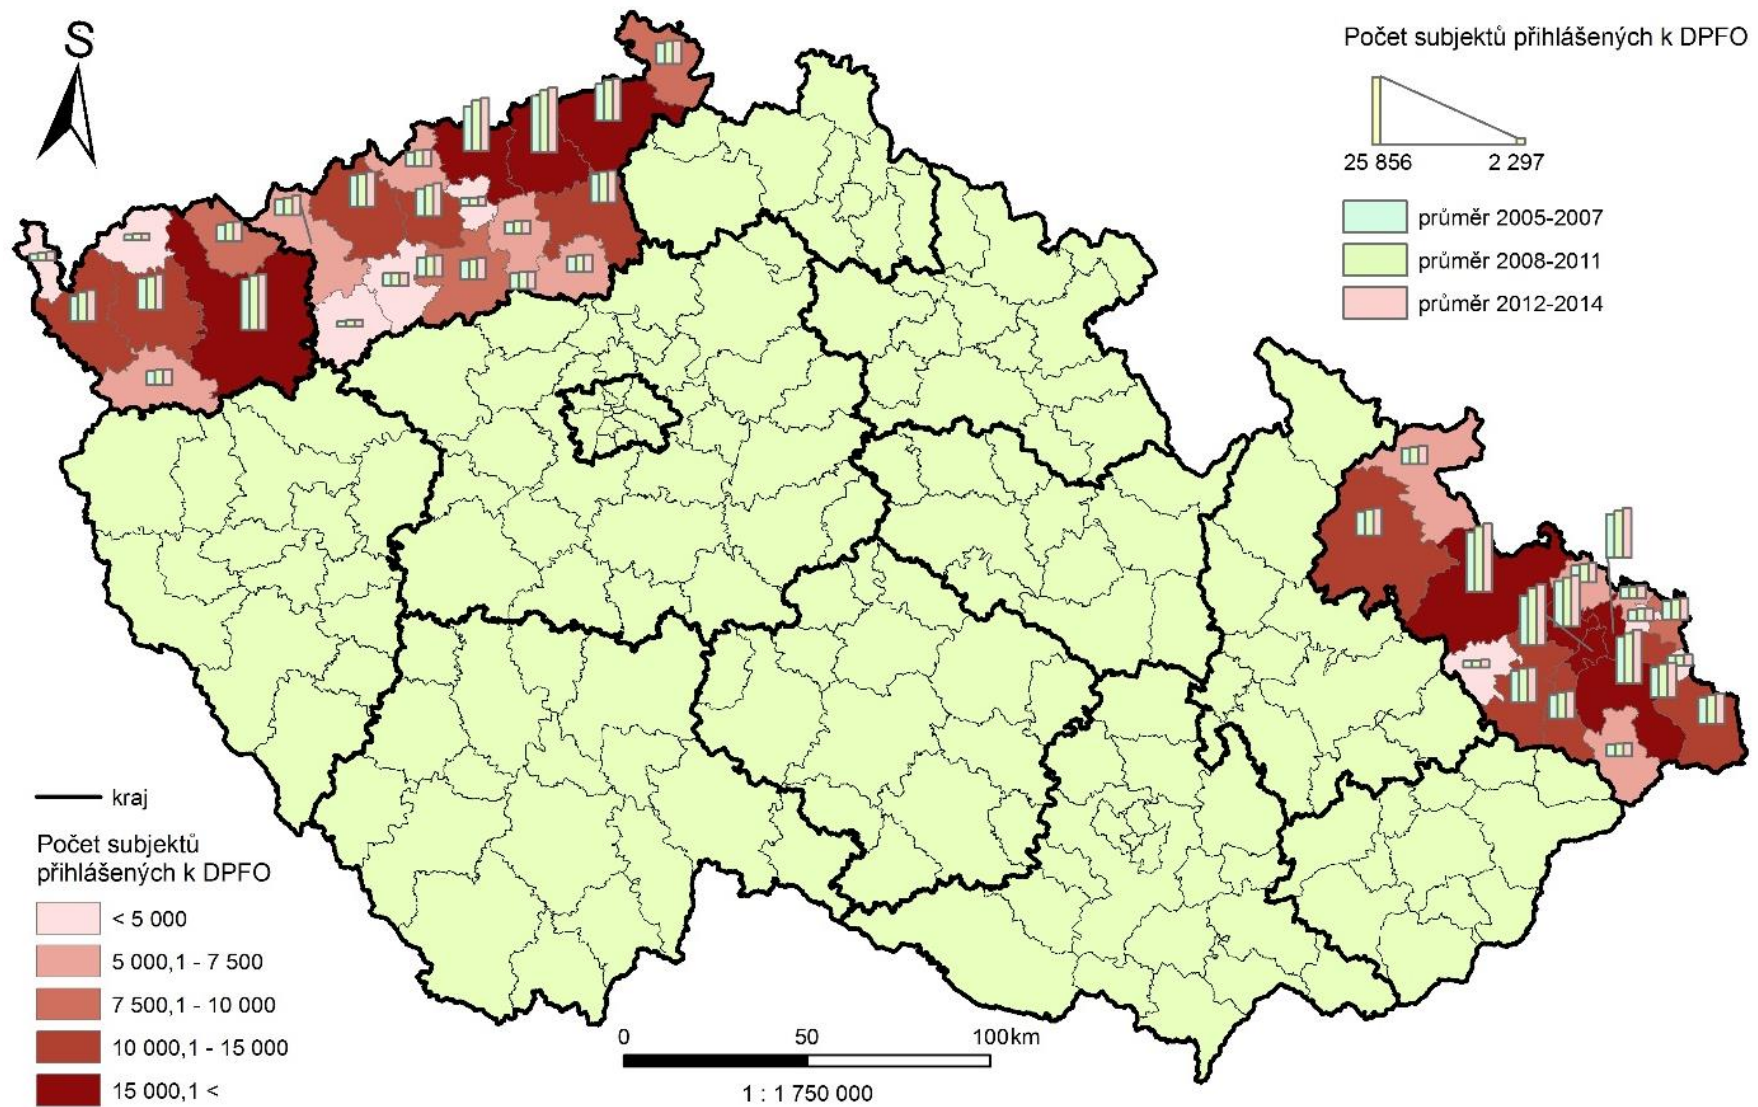 S
Počet subjektů přihlášených k DPFO
25 856 2 297
průměr 2005-2007
průměr 2008-2011
průměr 2012-2014
kraj
Počet subjektů
přihlášených k DPFO
< 5 000
5 000,1 - 7 500
7 500,1 - 10 000
10 000,1 - 15 000
15 000,1 <
0 50 100km
1 : 1 750 000